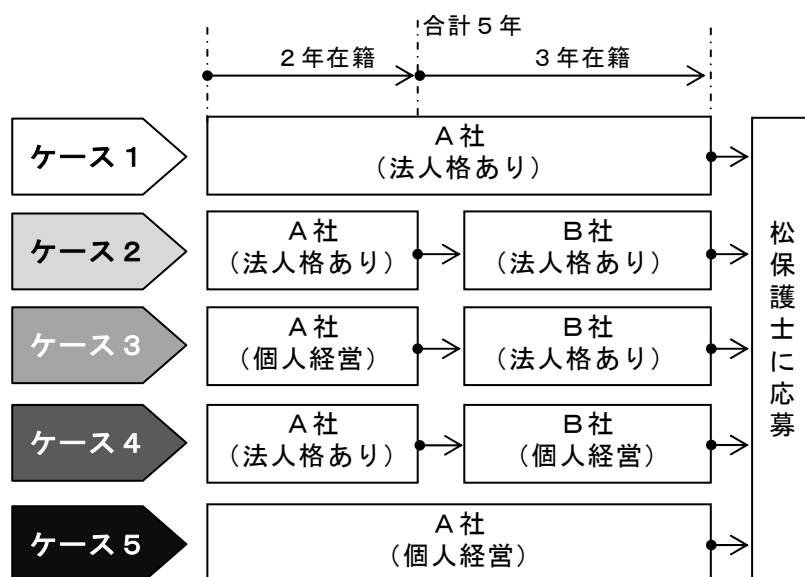 合計５年
２年在籍
３年在籍
ケース１
Ａ社
（法人格あり）
ケース２
Ａ社
（法人格あり）
Ｂ社
（法人格あり）
ケース３
Ａ社
（個人経営）
Ｂ社
（法人格あり）
ケース４
Ａ社
（法人格あり）
Ｂ社
（個人経営）
ケース５
Ａ社
（個人経営）
松保護士に応募